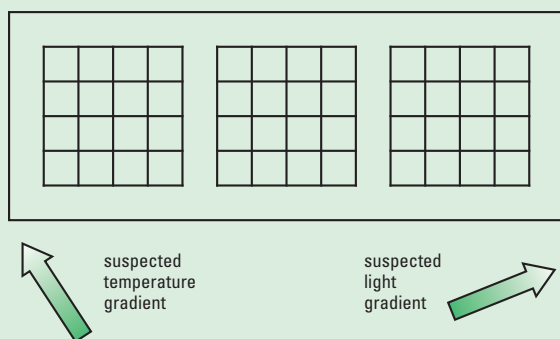 suspected
temperature
gradient
suspected
light
gradient